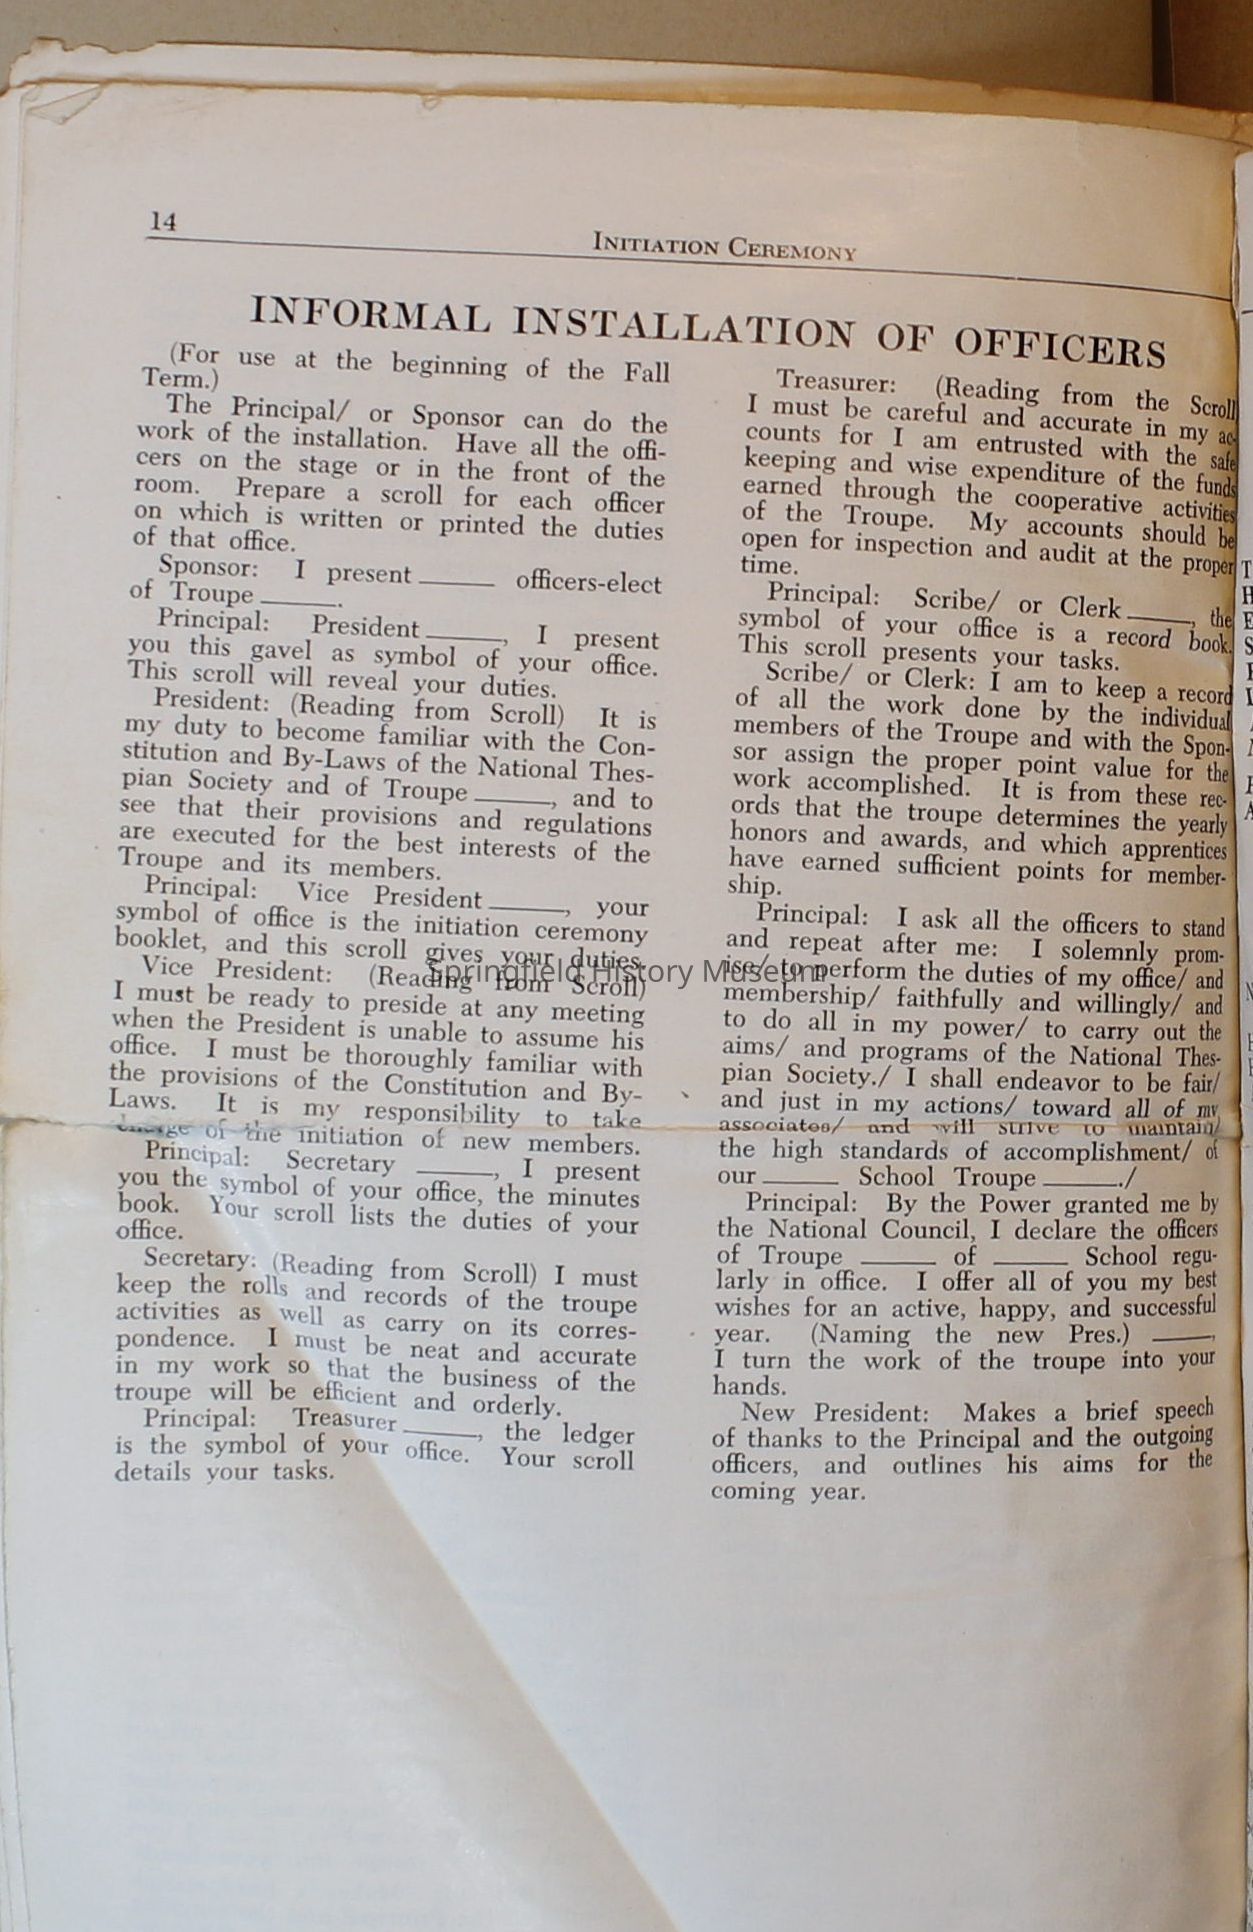 14
INITIATION CEREMONY
INFORMAL INSTALLATION OF OFFICERS
(For use at the beginning of the Fall
Term.)
The Principal/ or Sponsor can do the
work of the installation. Have all the offi-
cers on the stage or in the front of the
room. Prepare a scroll for each officer
on which is written or printed the duties
of that office.
Sponsor: I present ______ officers-elect
of Troupe ______.
Principal: President ______, I present
you this gavel as symbol of your office.
This scroll will reveal your duties.
President: (Reading from Scroll) It is
my duty to become familiar with the Con-
stitution and By-Laws of the National Thes-
pian Society and of Troupe ______, and to
see that their provisions and regulations
are executed for the best interests of the
Troupe and its members.
Principal: Vice President ______, your
symbol of office is the initiation ceremony
booklet, and this scroll gives your duties.
Vice President: (Reading from Scroll)
I must be ready to preside at any meeting
when the President is unable to assume his
office. I must be thoroughly familiar with
the provisions of the Constitution and By-
Laws. It is my responsibility to take
charge of the initiation of new members.
Principal: Secretary ______, I present
you the symbol of your office, the minutes
book. Your scroll lists the duties of your
office.
Secretary: (Reading from Scroll) I must
keep the rolls and records of the troupe
activities as well as carry on its corres-
pondence. I must be neat and accurate
in my work so that the business of the
troupe will be efficient and orderly.
Principal: Treasurer ______, the ledger
is the symbol of your office. Your scroll
details your tasks.
Treasurer: (Reading from the Scroll
I must be careful and accurate in my ac-
counts for I am entrusted with the safe
keeping and wise expenditure of the funds
earned through the cooperative activities
of the Troupe. My accounts should be
open for inspection and audit at the proper
time.
Principal: Scribe/ or Clerk ______, the
symbol of your office is a record book.
This scroll presents your tasks.
Scribe/ or Clerk: I am to keep a record
of all the work done by the individual
members of the Troupe and with the Spon-
sor assign the proper point value for the
work accomplished. It is from these rec-
ords that the troupe determines the yearly
honors and awards, and which apprentices
have earned sufficient points for member-
ship.
Principal: I ask all the officers to stand
and repeat after me: I solemnly prom-
ise/ to perform the duties of my office/ and
membership/ faithfully and willingly/ and
to do all in my power/ to carry out the
aims/ and programs of the National Thes-
pian Society./ I shall endeavor to be fair/
and just in my actions/ toward all of my
associates/ and will strive to maintain/
the high standards of accomplishment/ of
our ______ School Troupe ______./
Principal: By the Power granted me by
the National Council, I declare the officers
of Troupe ______ of ______ School regu-
larly in office. I offer all of you my best
wishes for an active, happy, and successful
year. (Naming the new Pres.) ______,
I turn the work of the troupe into your
hands.
New President: Makes a brief speech
of thanks to the Principal and the outgoing
officers, and outlines his aims for the
coming year.
Springfield History Museum